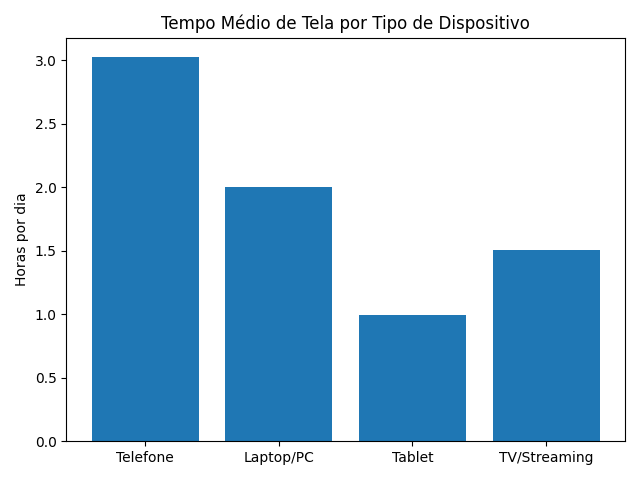 Tempo Médio de Tela por Tipo de Dispositivo
Horas por dia
3.0
2.5
2.0
1.5
1.0
0.5
0.0
Telefone
Laptop/PC
Tablet
TV/Streaming